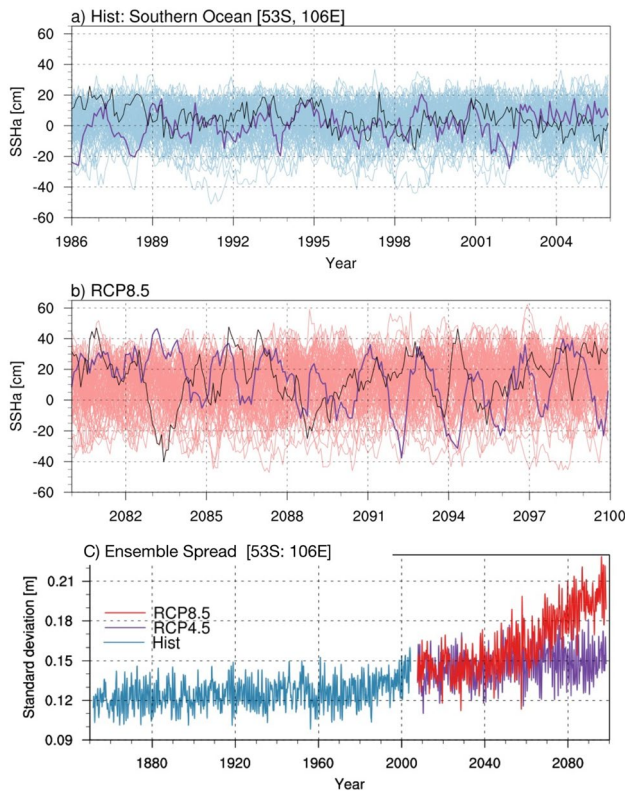 a) Hist: Southern Ocean [53S, 106E]
60
40
20
0
-20
-40
-60
SSHa [cm]
1986 1989 1992 1995 1998 2001 2004
Year
b) RCP8.5
60
40
20
0
-20
-40
-60
SSHa [cm]
2082 2085 2088 2091 2094 2097 2100
Year
C) Ensemble Spread [53S: 106E]
0.21
0.18
0.15
0.12
0.09
Standard deviation [m]
RCP8.5
RCP4.5
Hist
1880 1920 1960 2000 2040 2080
Year